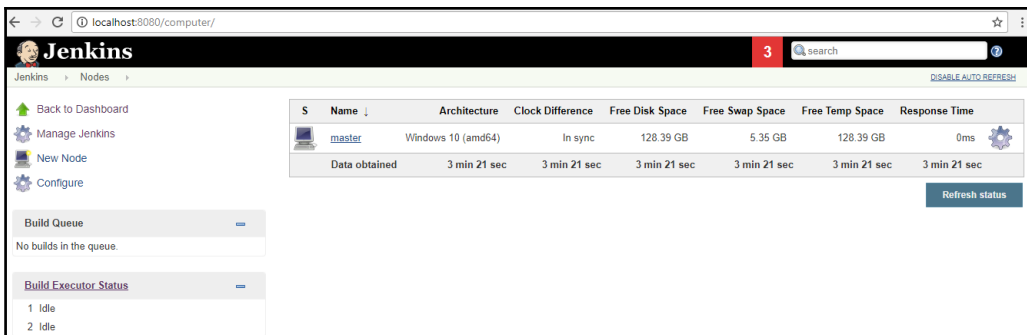 localhost:8080/computer/
Jenkins
3
search
Jenkins
Nodes
DISABLE AUTO REFRESH
Back to Dashboard
Manage Jenkins
New Node
Configure
S Name ↓ Architecture Clock Difference Free Disk Space Free Swap Space Free Temp Space Response Time
master Windows 10 (amd64) In sync 128.39 GB 5.35 GB 128.39 GB 0ms
Data obtained 3 min 21 sec 3 min 21 sec 3 min 21 sec 3 min 21 sec 3 min 21 sec 3 min 21 sec
Refresh status
Build Queue
No builds in the queue.
Build Executor Status
1 Idle
2 Idle